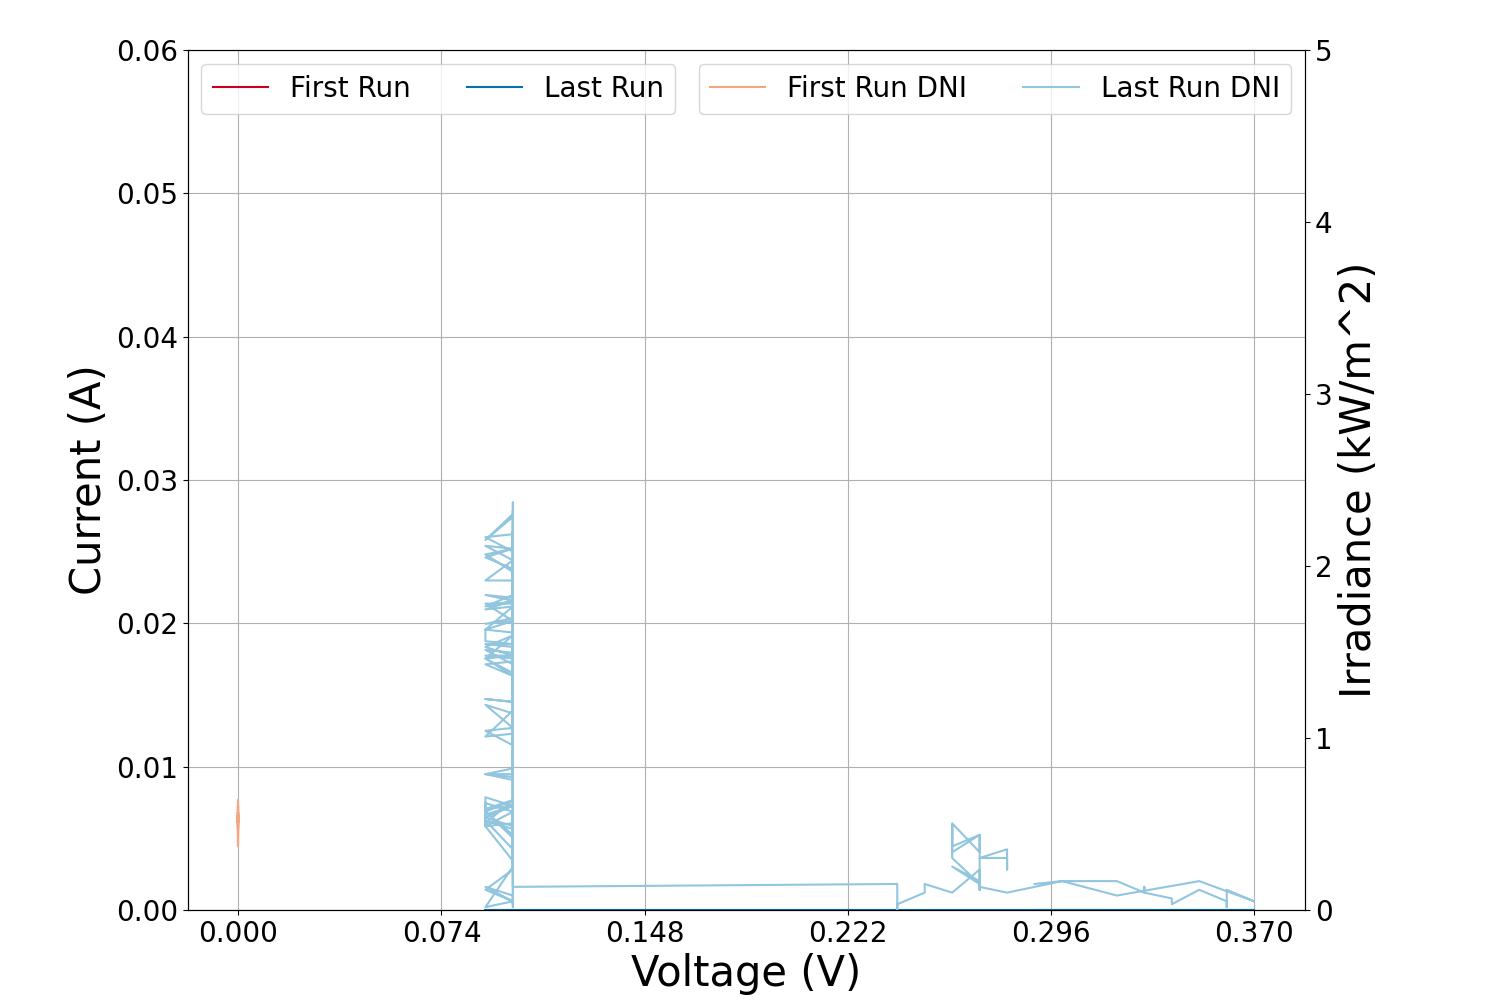 First Run
Last Run
First Run DNI
Last Run DNI
0.06
0.05
0.04
0.03
0.02
0.01
0.00
Current (A)
5
4
3
2
1
0
Irradiance (kW/m^2)
0.000 0.074 0.148 0.222 0.296 0.370
Voltage (V)